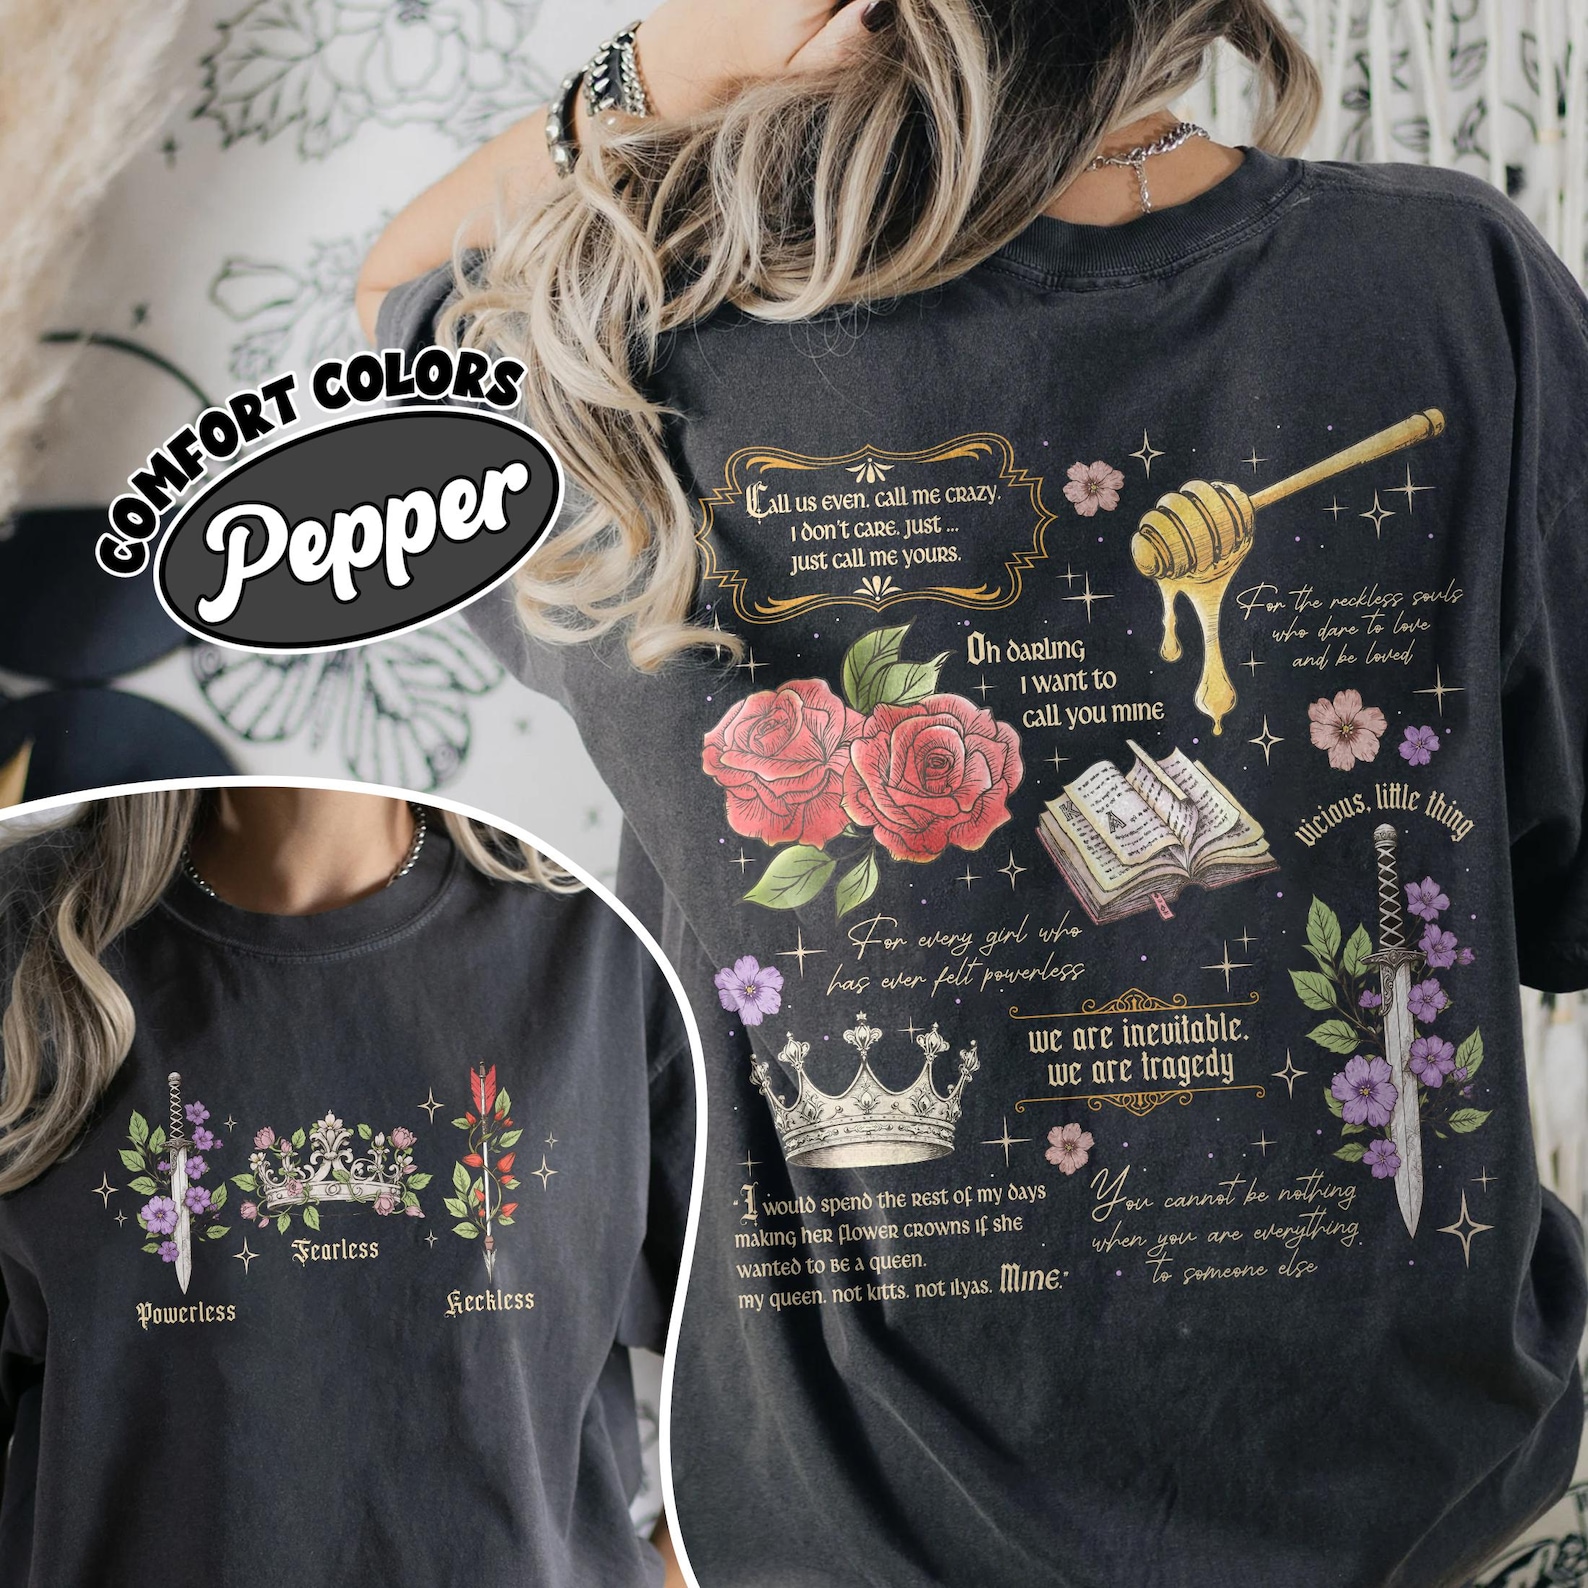 COMFORT COLORS
Pepper
Call us even. call me crazy.
I don't care. Just ...
Just call me yours.
For the reckless souls
who dare to love
and be loved
Oh darling
I want to
call you mine
vicious, little thing
K
A
For every girl who
has ever felt powerless
we are inevitable.
we are tragedy
"I would spend the rest of my days
making her flower crowns if she
wanted to be a queen.
my queen. not kitts. not ilyas. Mine."
You cannot be nothing
when you are everything
to someone else
Powerless
Fearless
Reckless